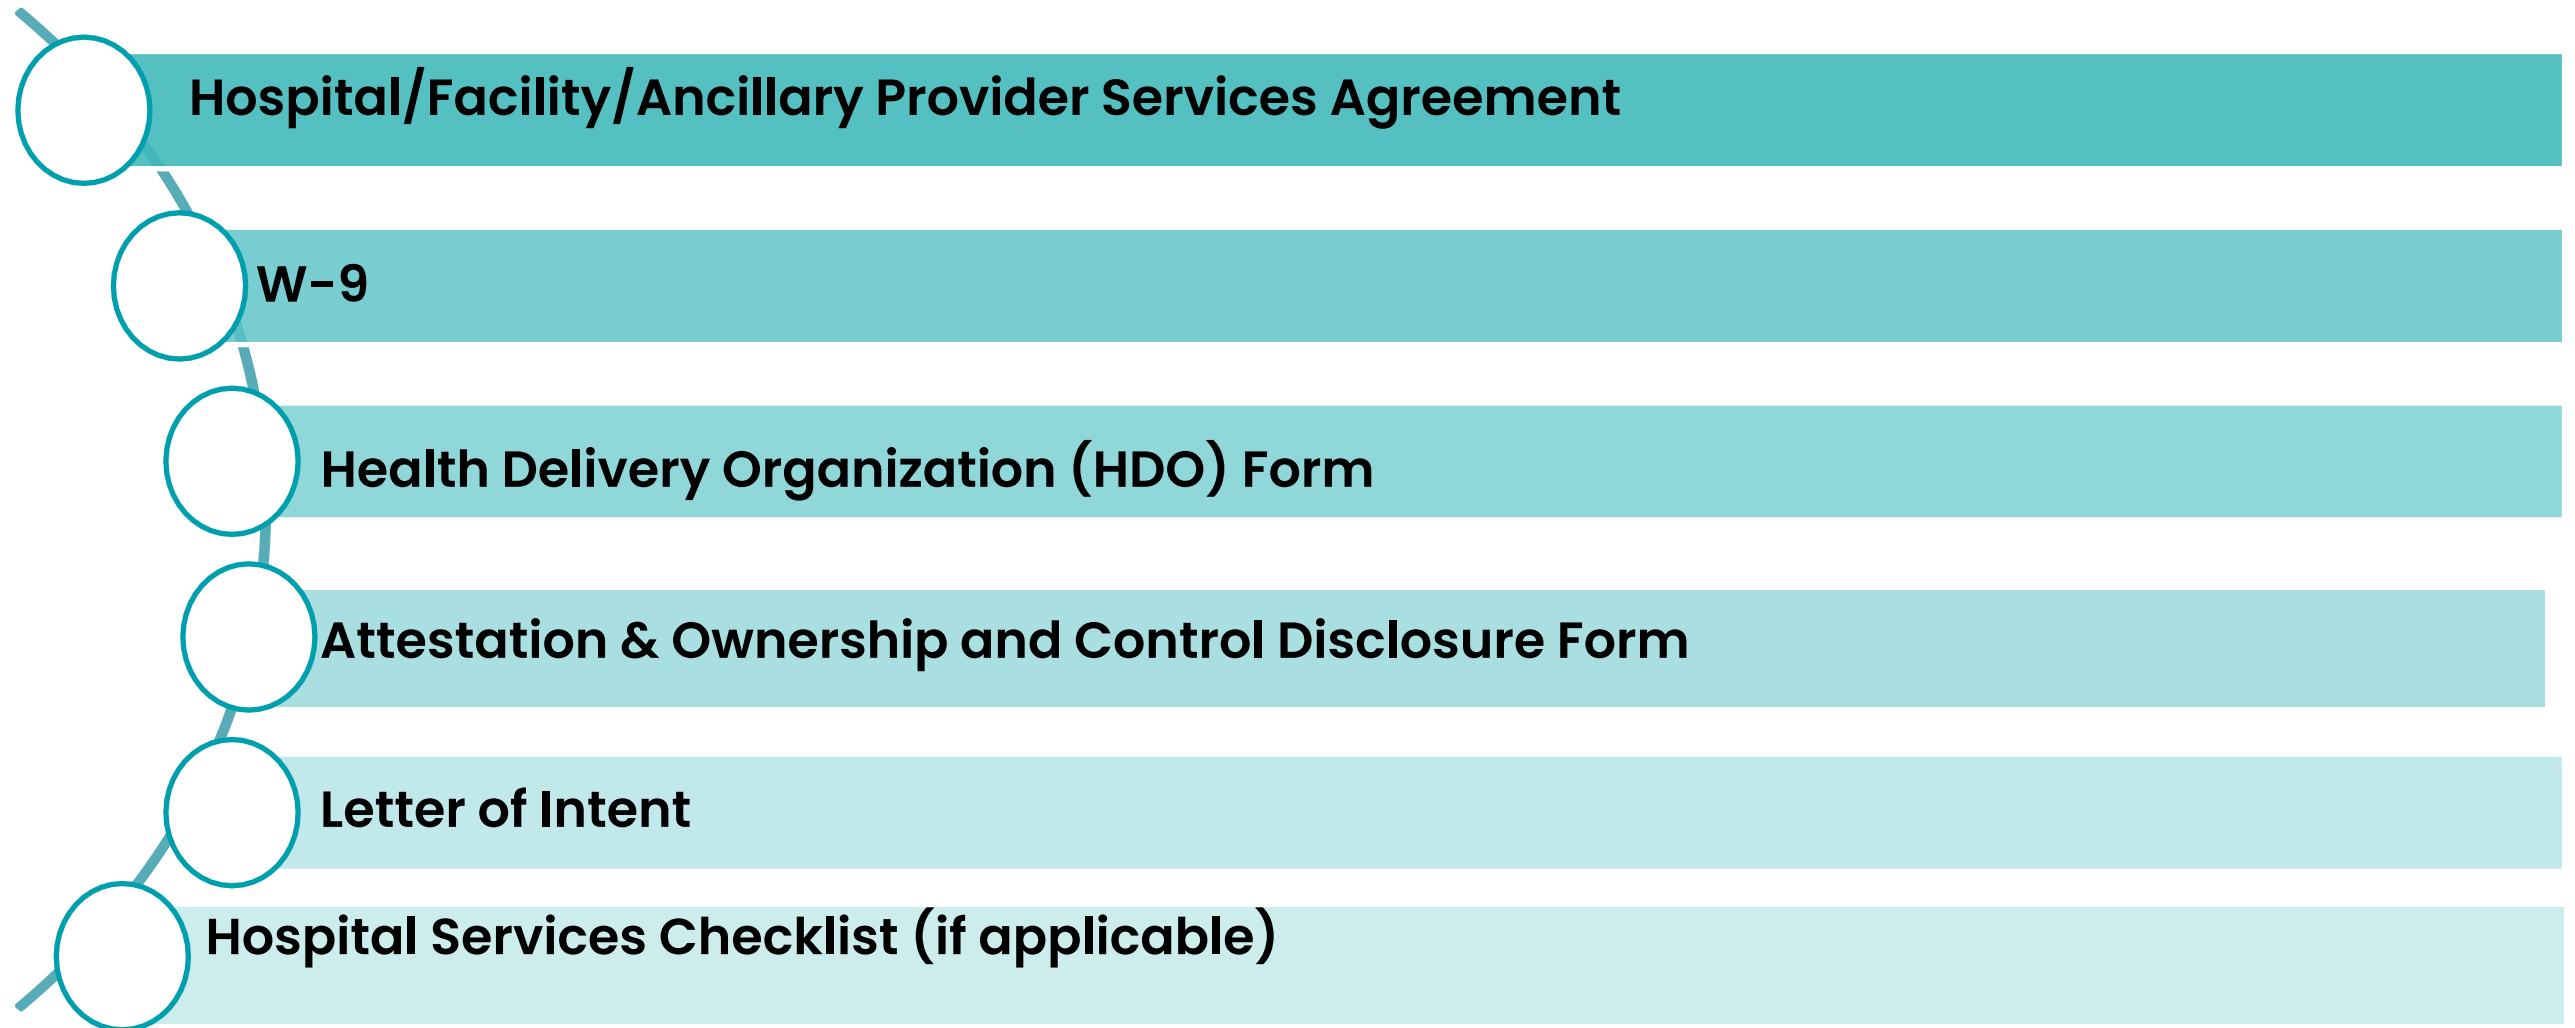 Hospital/Facility/Ancillary Provider Services Agreement
W-9
Health Delivery Organization (HDO) Form
Attestation & Ownership and Control Disclosure Form
Letter of Intent
Hospital Services Checklist (if applicable)